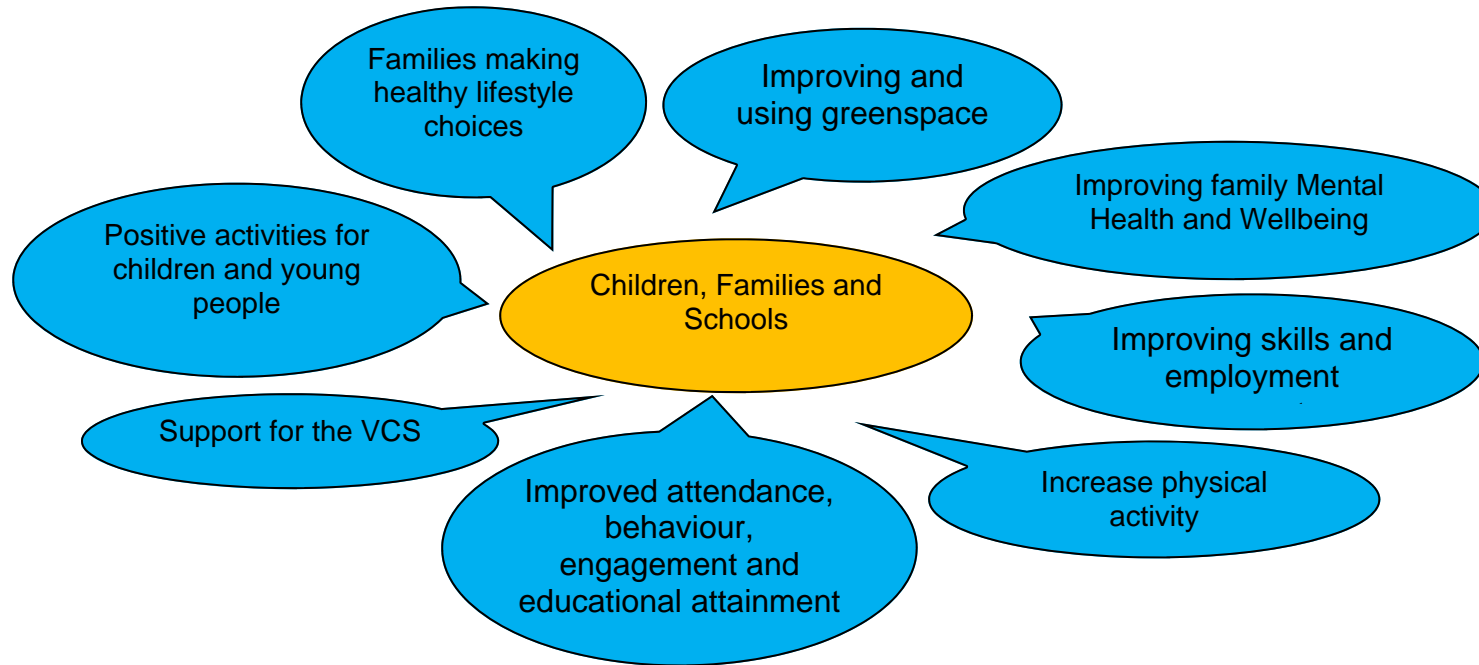 Families making
healthy lifestyle
choices
Improving and
using greenspace
Improving family Mental
Health and Wellbeing
Positive activities for
children and young
people
Children, Families and
Schools
Improving skills and
employment
Support for the VCS
Improved attendance,
behaviour,
engagement and
educational attainment
Increase physical
activity